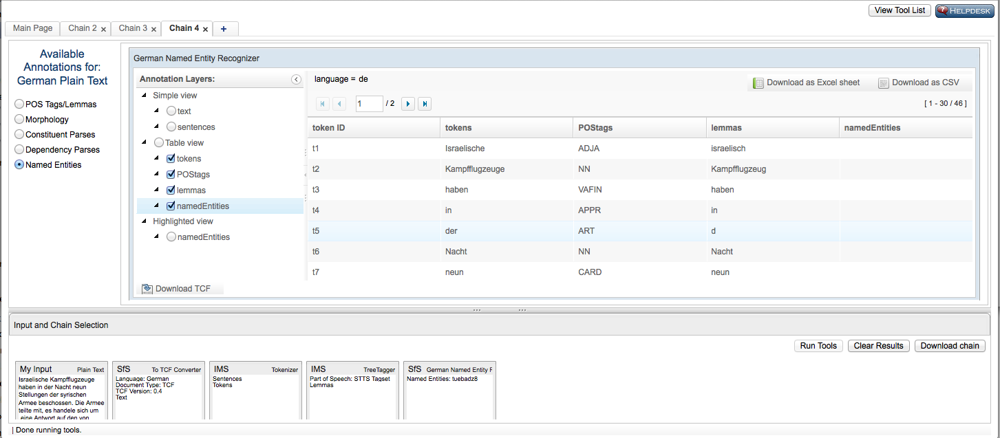 View Tool List HELPDESK
Main Page Chain 2 x Chain 3 x Chain 4 x +
Available
Annotations for:
German Plain Text
POS Tags/Lemmas
Morphology
Constituent Parses
Dependency Parses
Named Entities
German Named Entity Recognizer
Annotation Layers:
Simple view
text
sentences
Table view
tokens
POStags
lemmas
namedEntities
Highlighted view
namedEntities
Download TCF
language = de
Download as Excel sheet Download as CSV
1 / 2 [ 1 - 30 / 46 ]
token ID tokens POStags lemmas namedEntities
t1 Israelische ADJA israelisch
t2 Kampfflugzeuge NN Kampfflugzeug
t3 haben VAFIN haben
t4 in APPR in
t5 der ART d
t6 Nacht NN Nacht
t7 neun CARD neun
Input and Chain Selection
Run Tools Clear Results Download chain
My Input Plain Text
Israelische Kampfflugzeuge
haben in der Nacht neun
Stellungen der syrischen
Armee beschossen. Die Armee
teilte mit, es handele sich um
eine Antwort auf den von
SfS To TCF Converter
Language: German
Document Type: TCF
TCF Version: 0.4
Text
IMS Tokenizer
Sentences
Tokens
IMS TreeTagger
Part of Speech: STTS Tagset
Lemmas
SfS German Named Entity F
Named Entities: tuebadz8
Done running tools.